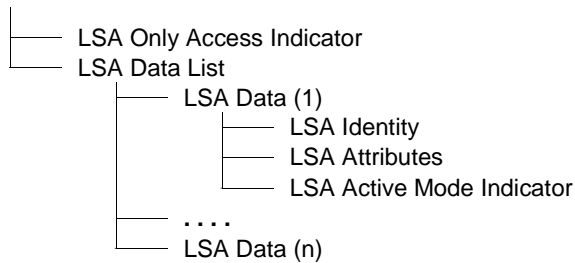 LSA Only Access Indicator
LSA Data List
LSA Data (1)
LSA Identity
LSA Attributes
LSA Active Mode Indicator
. . . .
LSA Data (n)